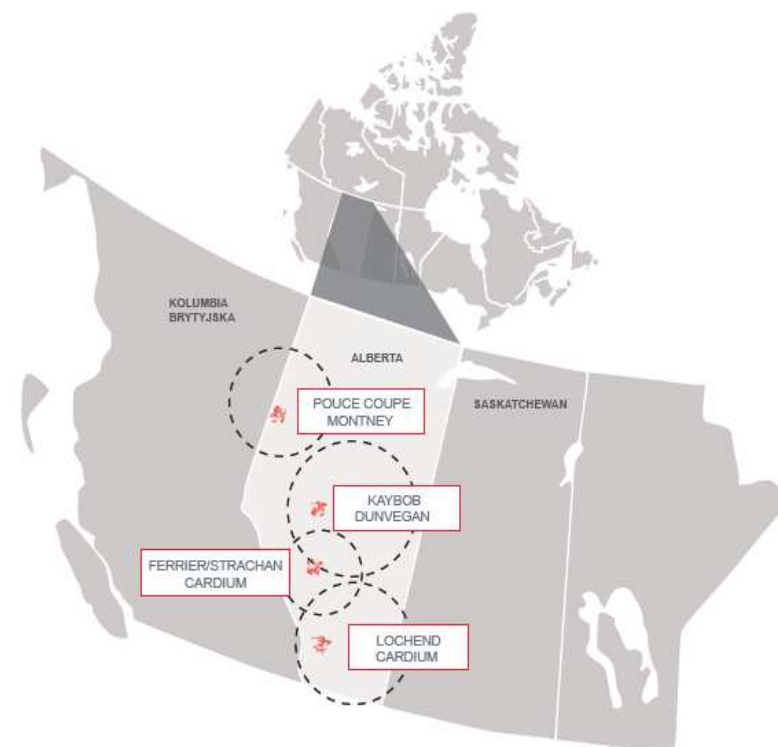 KOLUMBIA
BRYTYJSKA
ALBERTA
POUCE COUPE
MONTNEY
SASKATCHEWAN
KAYBOB
DUNVEGAN
FERRIER/STRACHAN
CARDIUM
LOCHEND
CARDIUM